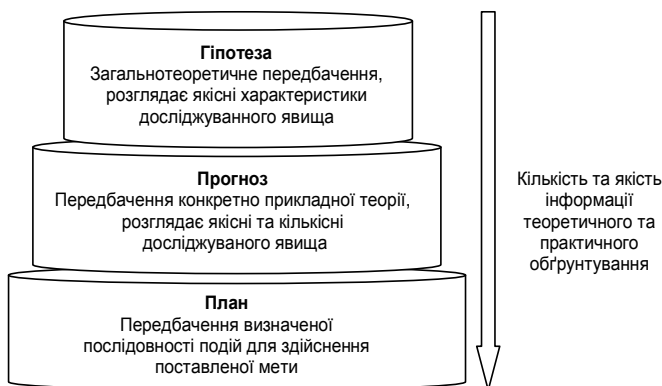 Гіпотеза
Загальнотеоретичне передбачення,
розглядає якісні характеристики
досліджуванного явища
Прогноз
Передбачення конкретно прикладної теорії,
розглядає якісні та кількісні
досліджуваного явища
План
Передбачення визначеної
послідовності подій для здійснення
поставленої мети
Кількість та якість
інформації
теоретичного та
практичного
обґрунтування